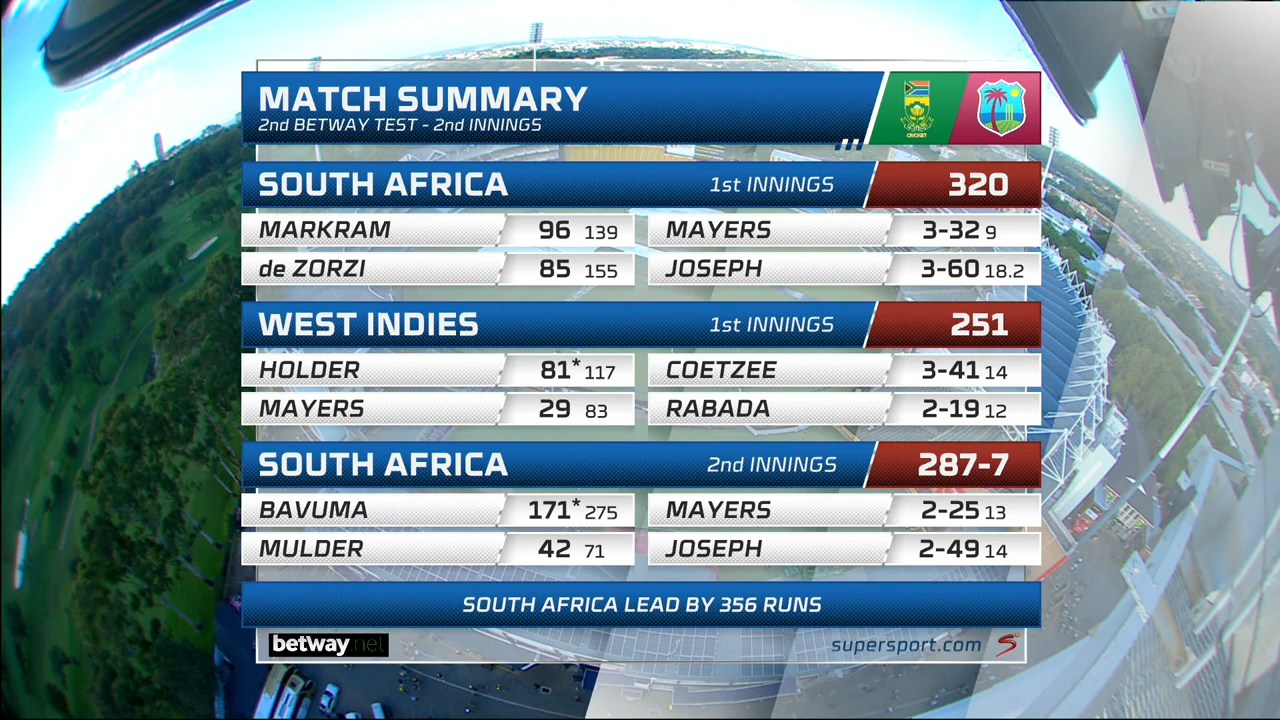 MATCH SUMMARY
2nd BETWAY TEST - 2nd INNINGS
CRICKET
SOUTH AFRICA 1st INNINGS 320
MARKRAM 96 139 MAYERS 3-32 9
de ZORZI 85 155 JOSEPH 3-60 18.2
WEST INDIES 1st INNINGS 251
HOLDER 81* 117 COETZEE 3-41 14
MAYERS 29 83 RABADA 2-19 12
SOUTH AFRICA 2nd INNINGS 287-7
BAVUMA 171* 275 MAYERS 2-25 13
MULDER 42 71 JOSEPH 2-49 14
SOUTH AFRICA LEAD BY 356 RUNS
betway.net supersport.com S